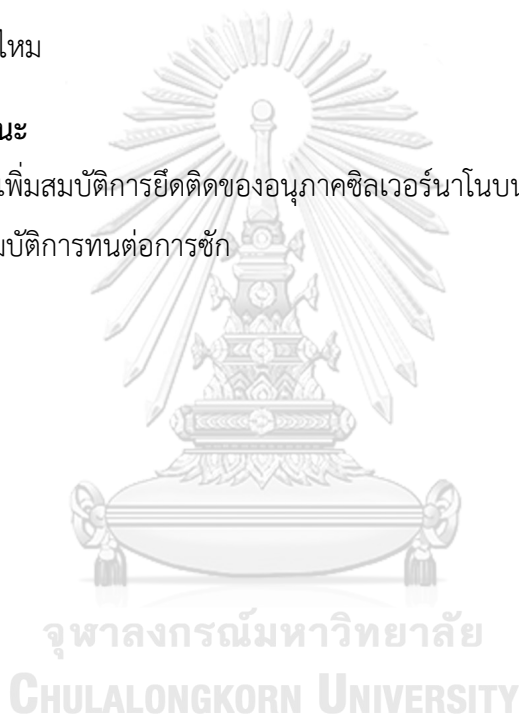 ไหม
นะ
เพิ่มสมบัติการยึดติดของอนุภาคซิลเวอร์นาโนบน
มบัติการทนต่อการซัก
จุฬาลงกรณ์มหาวิทยาลัย
CHULALONGKORN UNIVERSITY